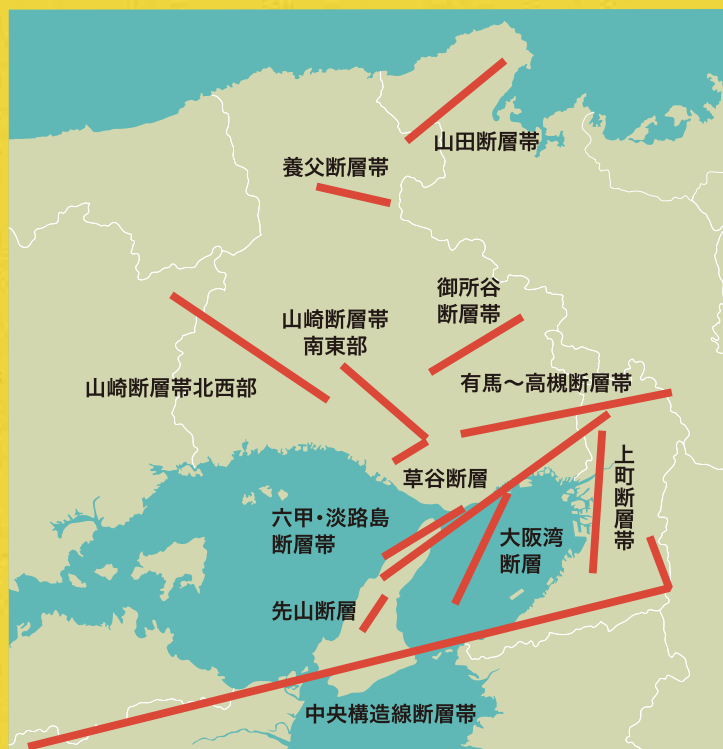 山田断層帯
養父断層帯
御所谷
断層帯
山崎断層帯
南東部
有馬～高槻断層帯
山崎断層帯北西部
上町断層帯
草谷断層
六甲・淡路島
断層帯
大阪湾
断層
先山断層
中央構造線断層帯